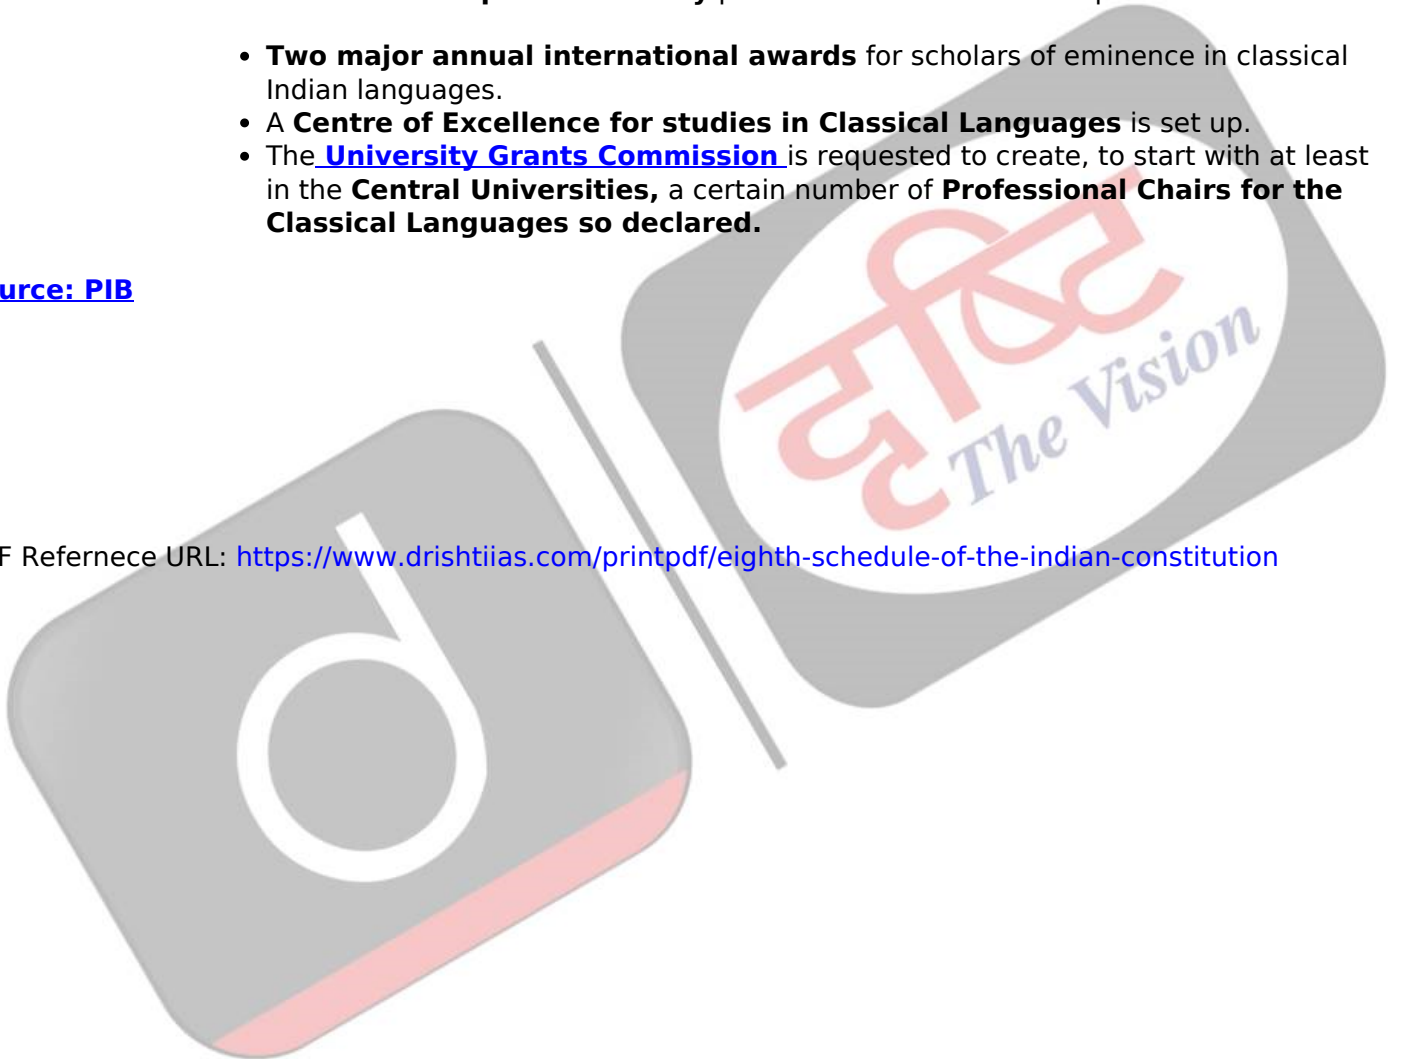 Two major annual international awards for scholars of eminence in classical
Indian languages.
A Centre of Excellence for studies in Classical Languages is set up.
The University Grants Commission is requested to create, to start with at least
in the Central Universities, a certain number of Professional Chairs for the
Classical Languages so declared.
urce: PIB
दृष्टि
The Vision
F Refernece URL: https://www.drishtiias.com/printpdf/eighth-schedule-of-the-indian-constitution
d